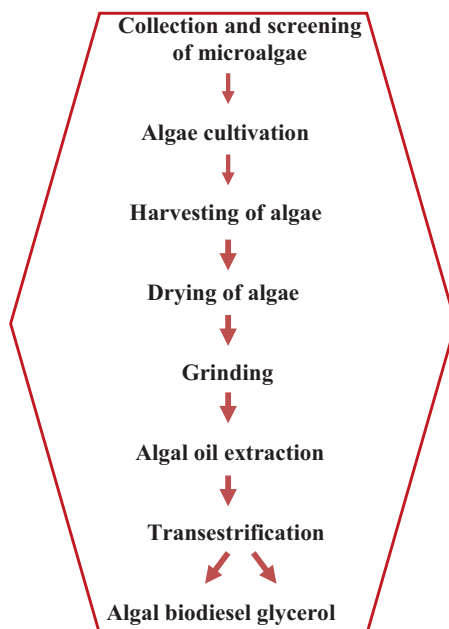 Collection and screening
of microalgae
Algae cultivation
Harvesting of algae
Drying of algae
Grinding
Algal oil extraction
Transestrification
Algal biodiesel glycerol